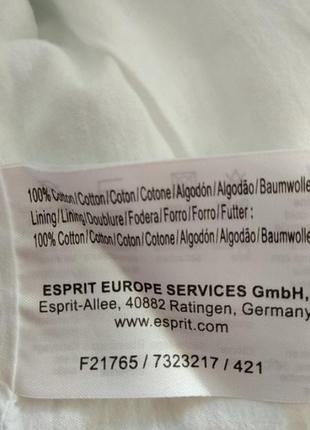 100% Cotton/Cotton/Coton/Cotone/Algodón/Algodão/Baumwolle
Lining/Lining/Doublure/Fodera/Forro/Forro/Futter:
100% Cotton/Cotton/Coton/Cotone/Algodón/Algodão/Baumwolle
ESPRIT EUROPE SERVICES GmbH,
Esprit-Allee, 40882 Ratingen, Germany
www.esprit.com
F21765 / 7323217 / 421